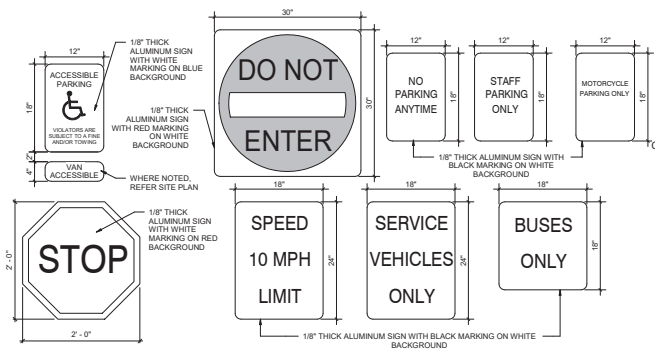 30"
12"
18"
2"
4"
ACCESSIBLE
PARKING
VIOLATORS ARE
SUBJECT TO A FINE
AND/OR TOWING
VAN
ACCESSIBLE
1/8" THICK
ALUMINUM SIGN
WITH WHITE
MARKING ON BLUE
BACKGROUND
1/8" THICK
ALUMINUM SIGN
WITH RED MARKING
ON WHITE
BACKGROUND
WHERE NOTED,
REFER SITE PLAN
DO NOT
ENTER
30"
12"
NO
PARKING
ANYTIME
18"
12"
STAFF
PARKING
ONLY
18"
12"
MOTORCYCLE
PARKING ONLY
18"
1/8" THICK ALUMINUM SIGN WITH
BLACK MARKING ON WHITE
BACKGROUND
2' - 0"
STOP
2' - 0"
1/8" THICK
ALUMINUM SIGN
WITH WHITE
MARKING ON RED
BACKGROUND
18"
SPEED
10 MPH
LIMIT
24"
18"
SERVICE
VEHICLES
ONLY
24"
18"
BUSES
ONLY
18"
1/8" THICK ALUMINUM SIGN WITH BLACK MARKING ON WHITE
BACKGROUND